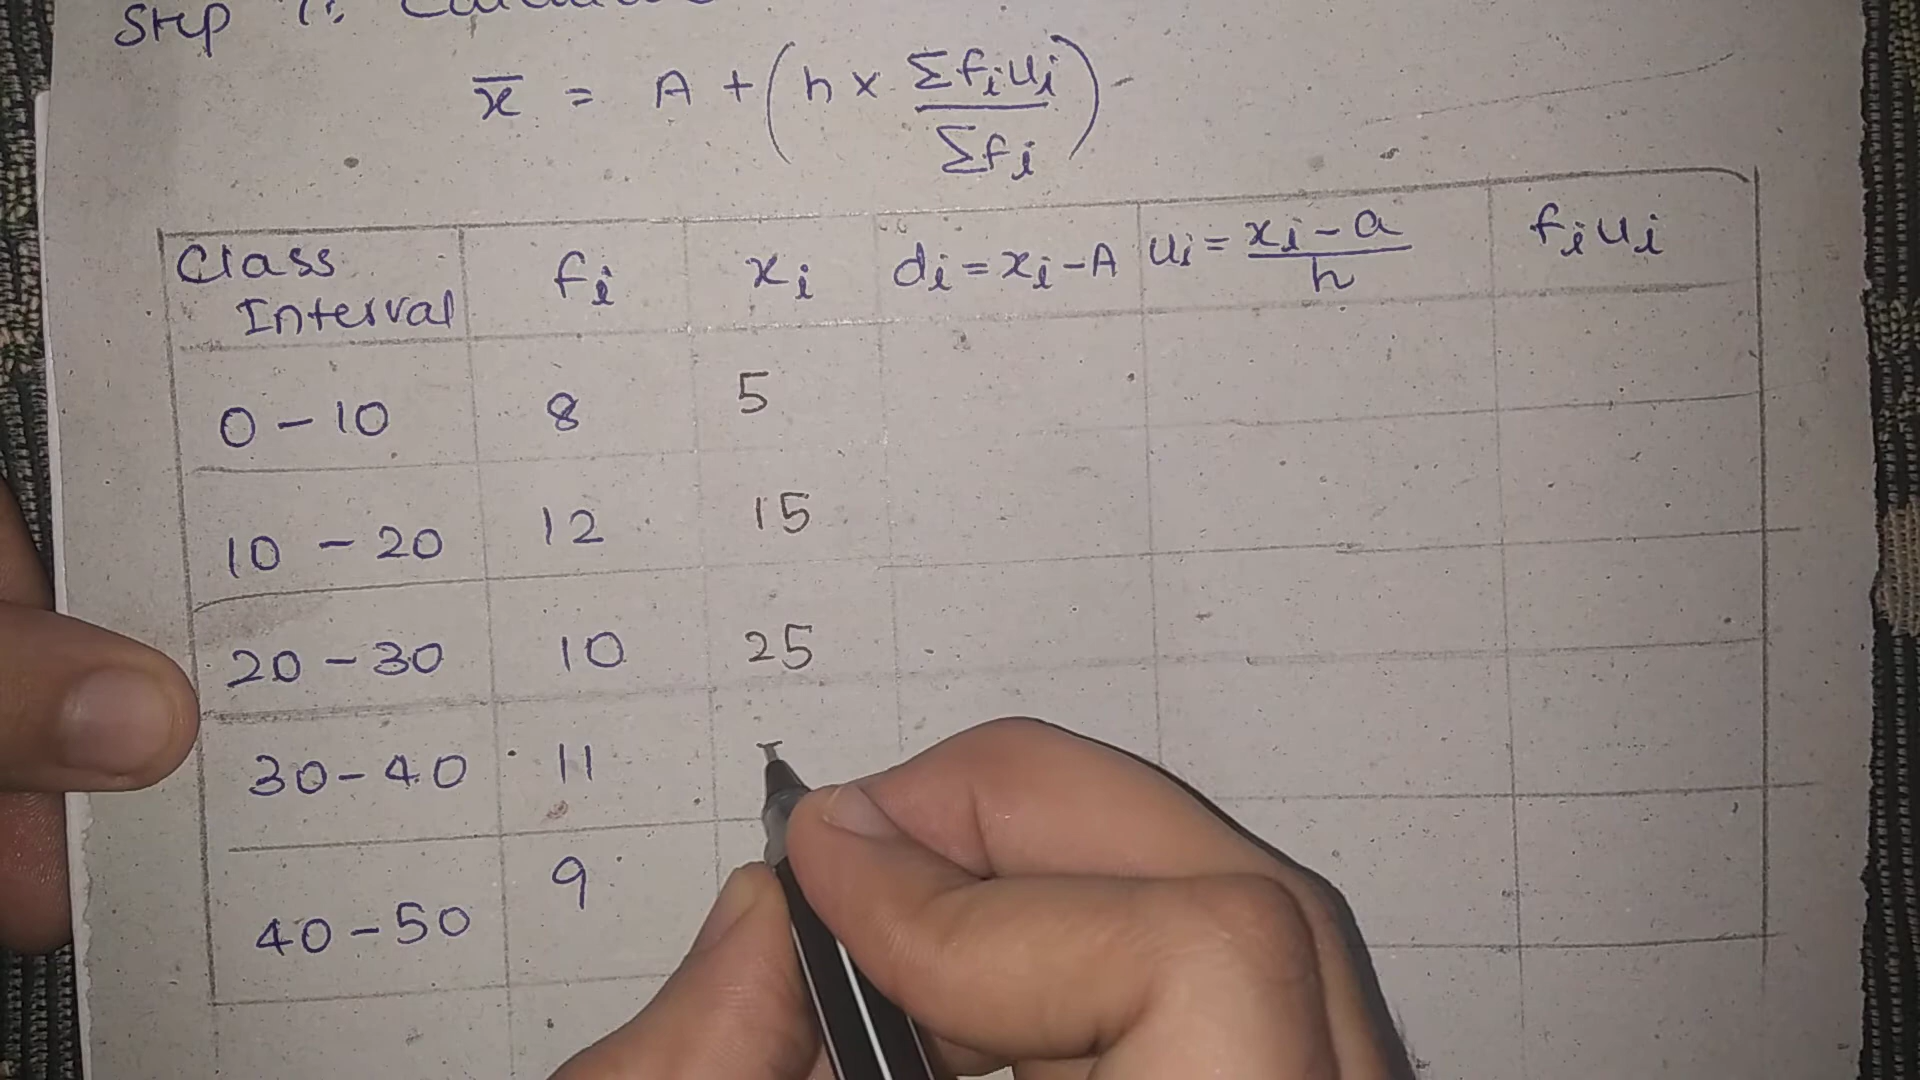 Step
x̄ = A + (h × Σfiui / Σfi)
Class Interval fi xi di = xi - A ui = xi - a / h fiui
0 - 10 8 5
10 - 20 12 15
20 - 30 10 25
30 - 40 11
40 - 50 9